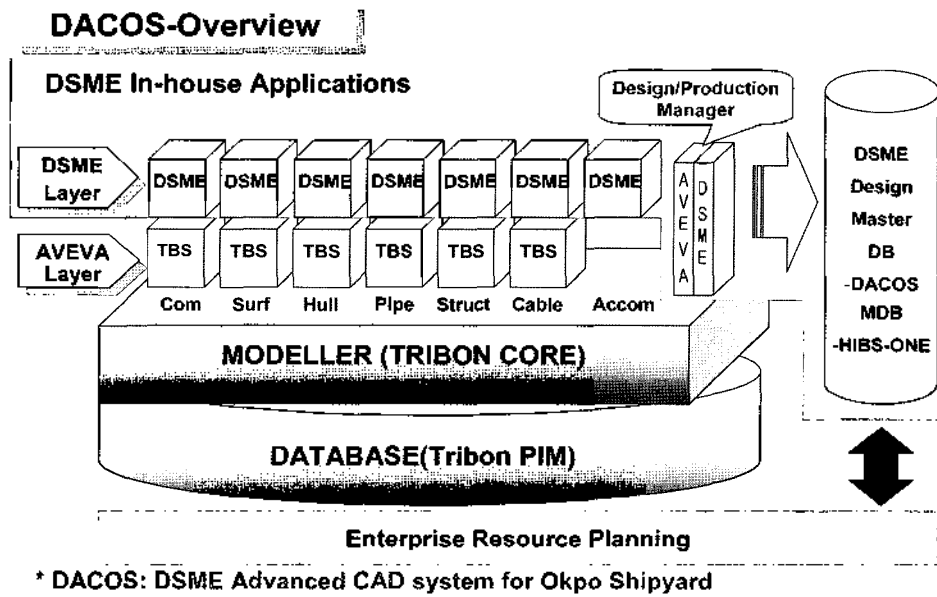 DACOS-Overview
DSME In-house Applications
Design/Production
Manager
DSME
Layer
DSME DSME DSME DSME DSME DSME DSME
AVEVA
Layer
TBS TBS TBS TBS TBS TBS
AVEVA
DSME
Com Surf Hull Pipe Struct Cable Accom
MODELLER (TRIBON CORE)
DATABASE(Tribon PIM)
DSME
Design
Master
DB
-DACOS
MDB
-HIBS-ONE
Enterprise Resource Planning
* DACOS: DSME Advanced CAD system for Okpo Shipyard